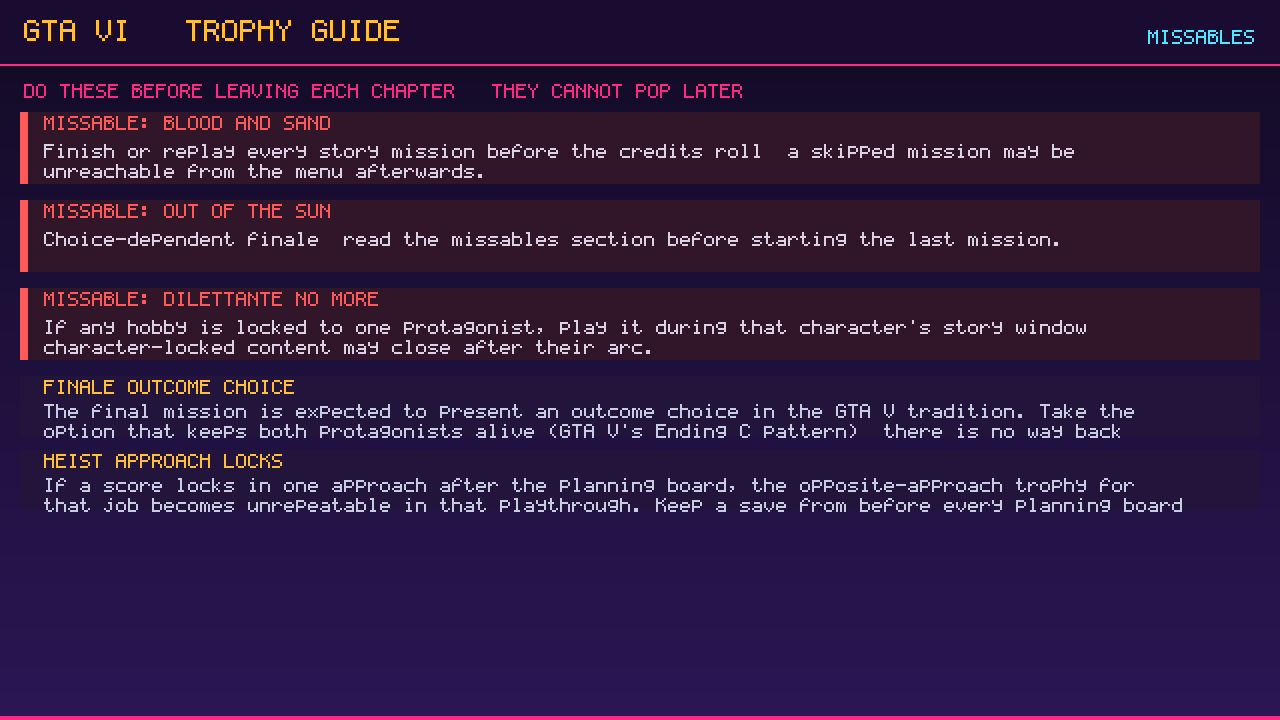 GTA VI TROPHY GUIDE
MISSABLES
DO THESE BEFORE LEAVING EACH CHAPTER THEY CANNOT POP LATER
MISSABLE: BLOOD AND SAND
Finish or replay every story mission before the credits roll a skipped mission may be
unreachable from the menu afterwards.
MISSABLE: OUT OF THE SUN
Choice-dependent finale read the missables section before starting the last mission.
MISSABLE: DILETTANTE NO MORE
If any hobby is locked to one protagonist, play it during that character's story window
character-locked content may close after their arc.
FINALE OUTCOME CHOICE
The final mission is expected to present an outcome choice in the GTA V tradition. Take the
option that keeps both protagonists alive (GTA V's Ending C pattern) there is no way back
HEIST APPROACH LOCKS
If a score locks in one approach after the planning board, the opposite-approach trophy for
that job becomes unrepeatable in that playthrough. Keep a save from before every planning board